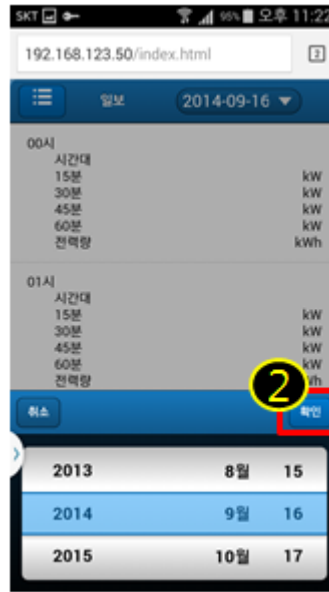 SKT 95% 오후 11:22
192.168.123.50/index.html 2
일보 2014-09-16
00시
시간대
15분 kW
30분 kW
45분 kW
60분 kW
전력량 kWh
01시
시간대
15분 kW
30분 kW
45분 kW
60분 kW
전력량 Wh
2
취소 확인
2013 8월 15
2014 9월 16
2015 10월 17